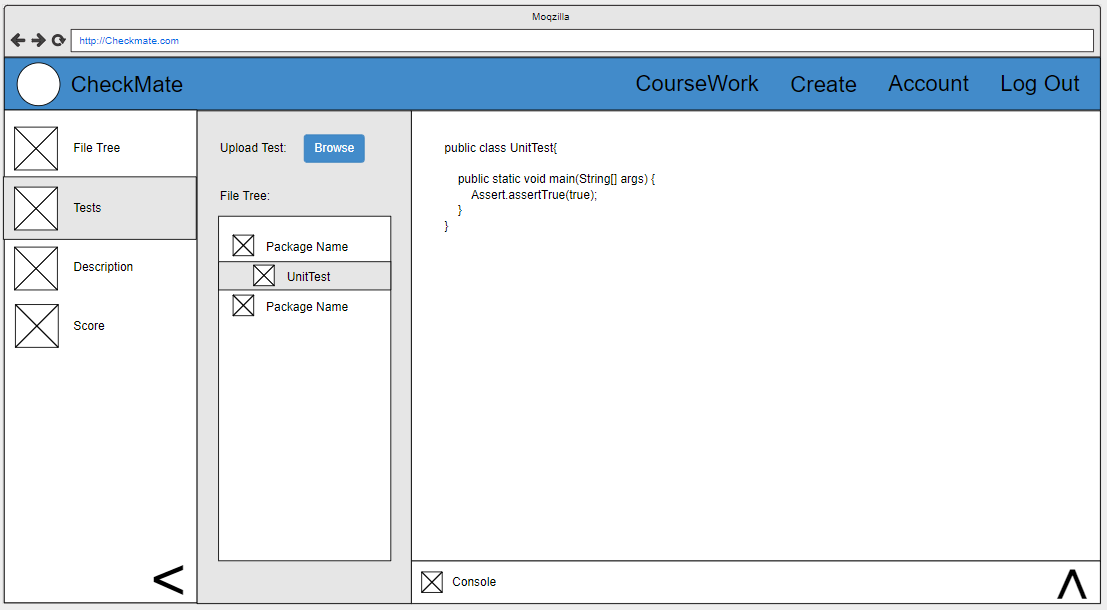 Moqzilla
http://Checkmate.com
CheckMate
CourseWork
Create
Account
Log Out
File Tree
Tests
Description
Score
Upload Test:
Browse
File Tree:
Package Name
UnitTest
Package Name
public class UnitTest{
public static void main(String[] args) {
Assert.assertTrue(true);
}
}
Console